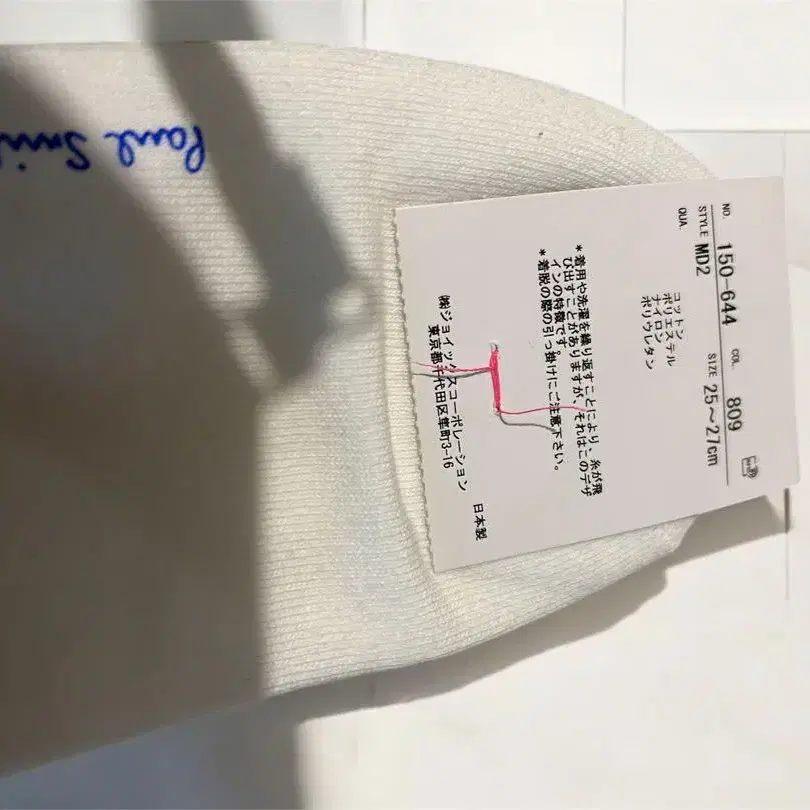 Paul Smi
NO. 150-644 COL. 809
STYLE MD2 SIZE 25~27cm
QUA.
コットン
ポリエステル
ナイロン
ポリウレタン
*着用や洗濯を繰り返すことにより、糸が飛
び出すことがありますが、それはこのデザ
インの特徴です。
*着脱の際の引っ掛けにご注意下さい。
日本製
㈱ジョイックスコーポレーション
東京都千代田区隼町3-16